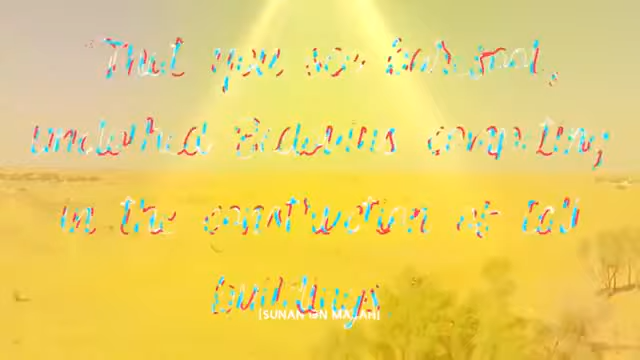 "That you see barefoot,
unclothed Bedouins competing
in the construction of tall
buildings
[SUNAN IBN MAJAH]